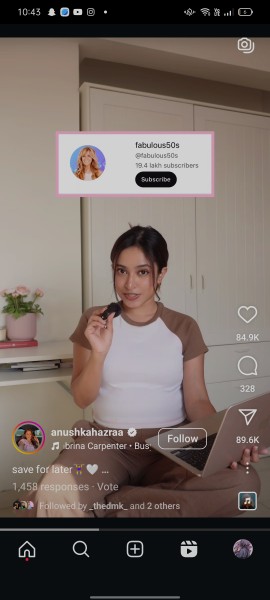 10:43
fabulous50s
@fabulous50s
19.4 lakh subscribers
Subscribe
84.9K
328
89.6K
anushkahazraa
Follow
brina Carpenter • Bus
save for later 🤍 ...
1,458 responses · Vote
Followed by _thedmk_ and 2 others